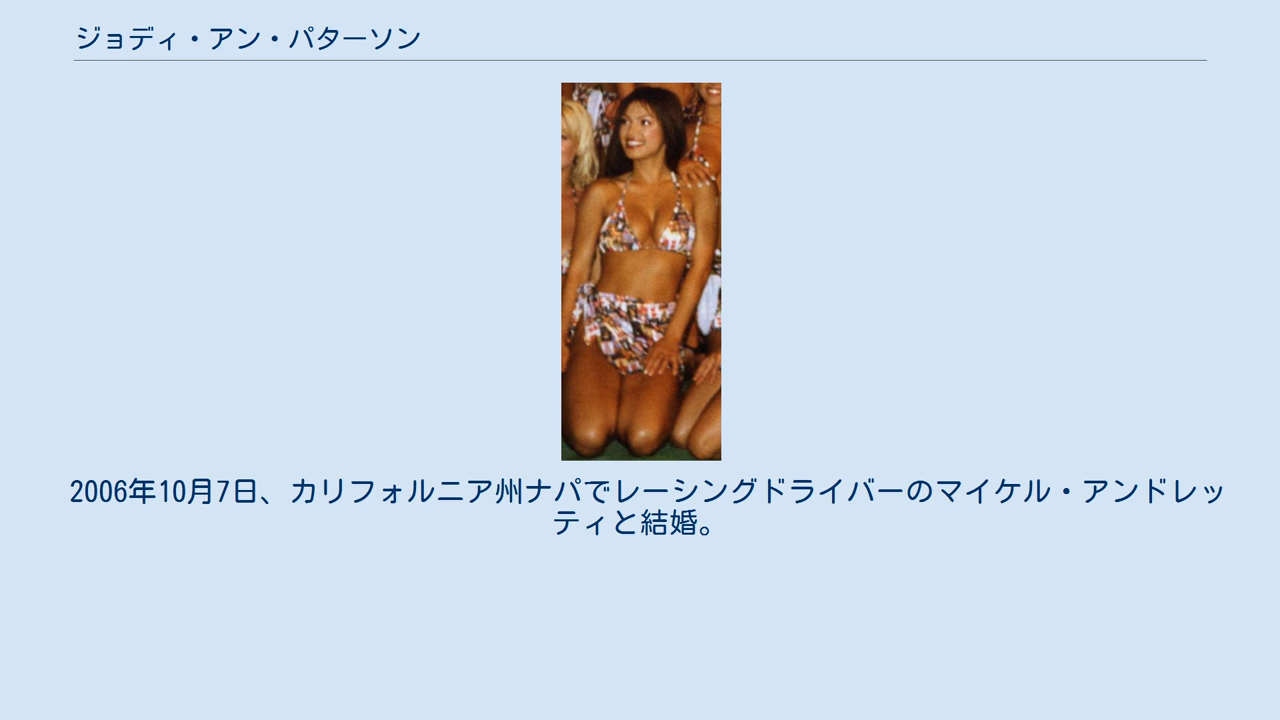 ジョディ・アン・パターソン
2006年10月7日、カリフォルニア州ナパでレーシングドライバーのマイケル・アンドレッ
ティと結婚。